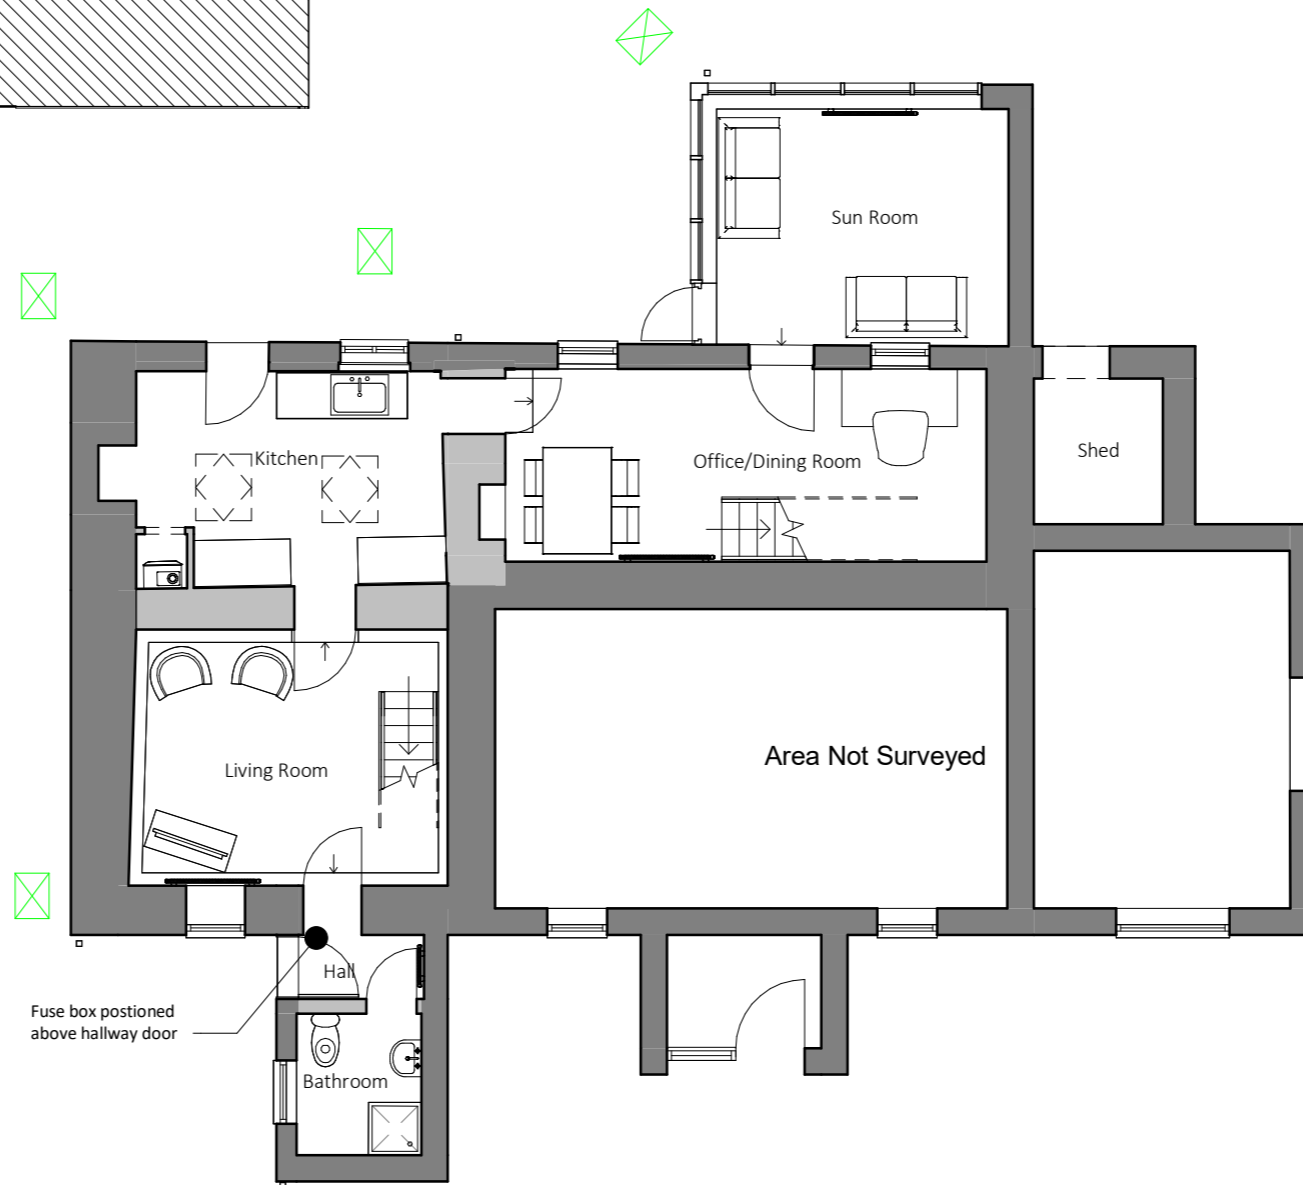 Sun Room
Kitchen
Office/Dining Room
Shed
Living Room
Area Not Surveyed
Hall
Fuse box postioned
above hallway door
Bathroom